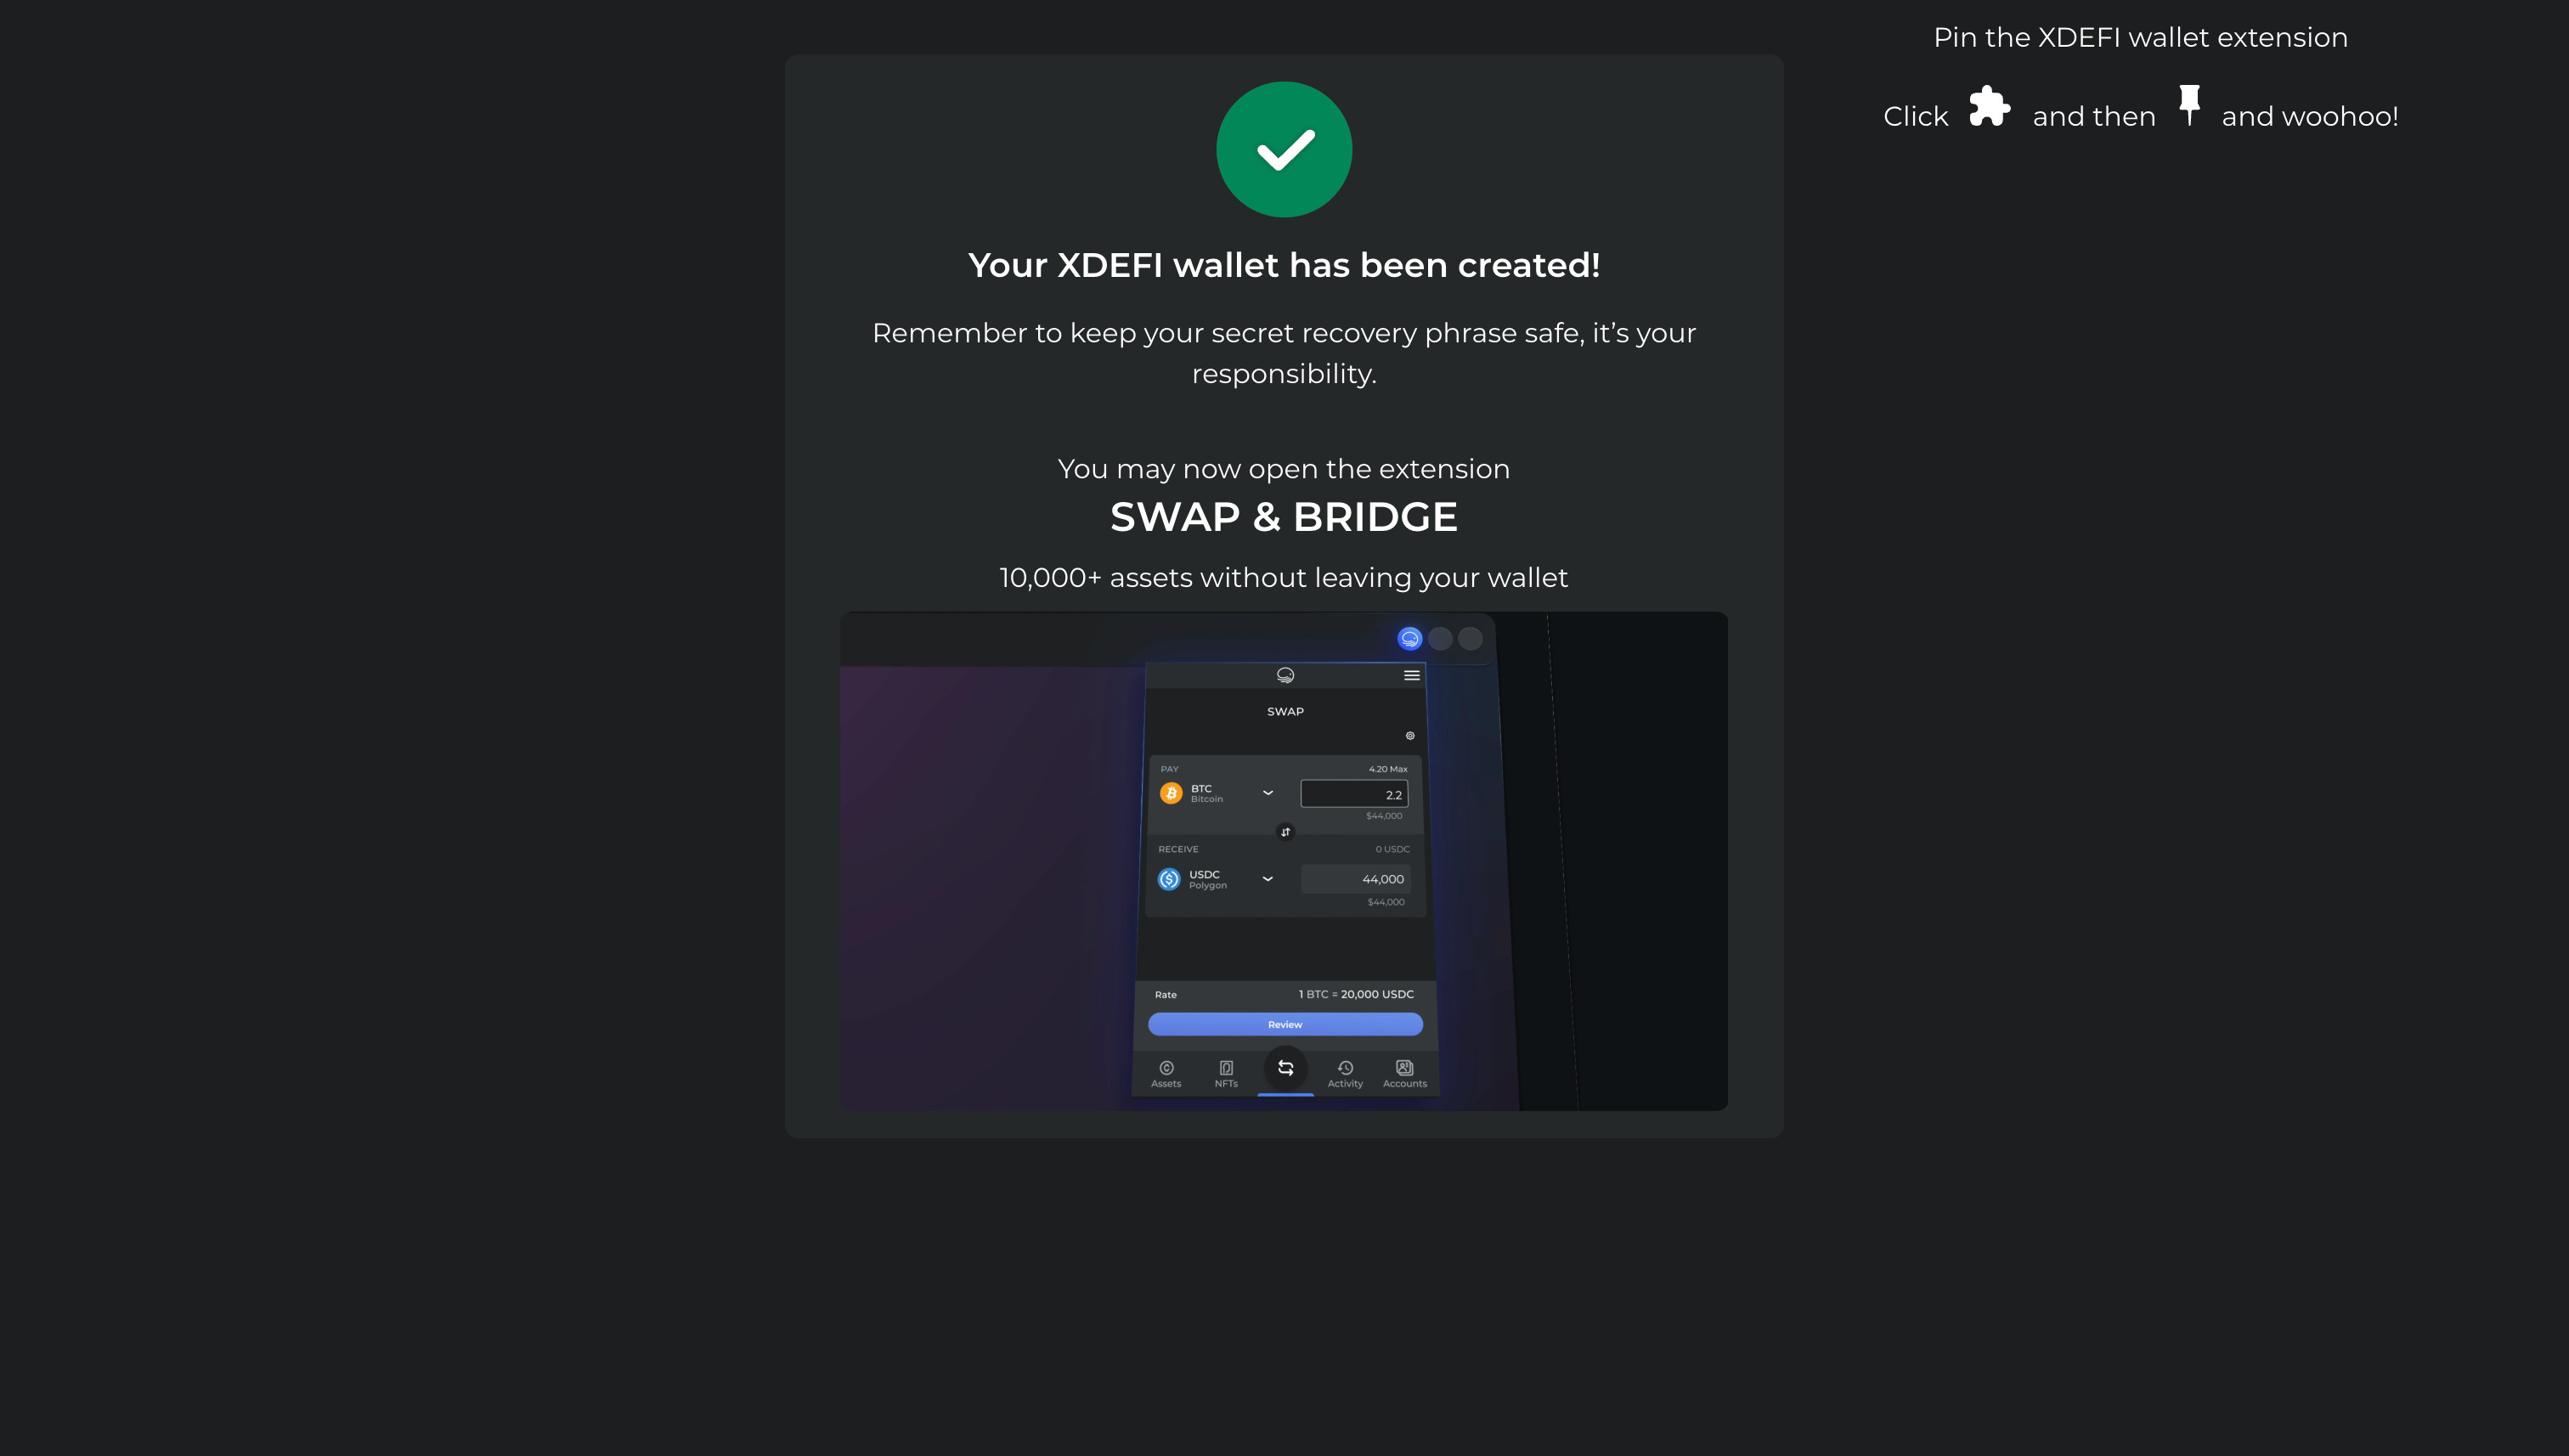 Pin the XDEFI wallet extension
Click and then and woohoo!
Your XDEFI wallet has been created!
Remember to keep your secret recovery phrase safe, it’s your
responsibility.
You may now open the extension
SWAP & BRIDGE
10,000+ assets without leaving your wallet
SWAP
PAY 4.20 Max
BTC
Bitcoin
2.2
$44,000
RECEIVE 0 USDC
USDC
Polygon
44,000
$44,000
Rate 1 BTC = 20,000 USDC
Review
Assets NFTs Activity Accounts